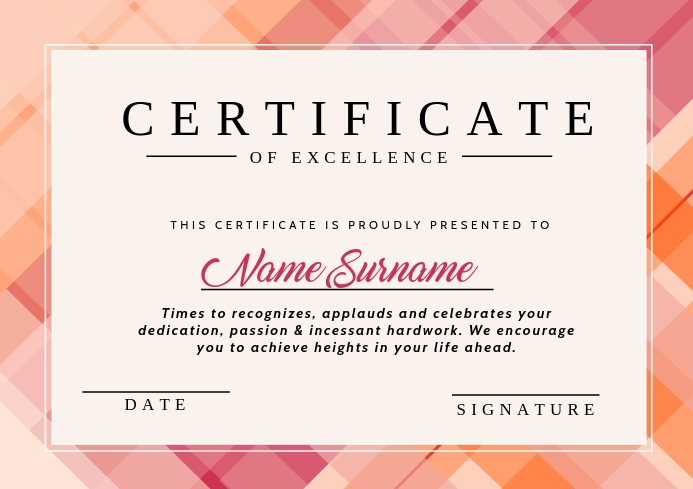 CERTIFICATE
OF EXCELLENCE
THIS CERTIFICATE IS PROUDLY PRESENTED TO
Name Surname
Times to recognizes, applauds and celebrates your
dedication, passion & incessant hardwork. We encourage
you to achieve heights in your life ahead.
DATE
SIGNATURE